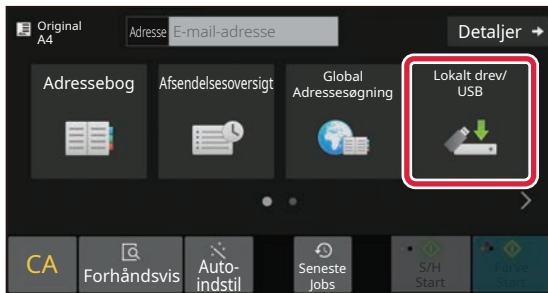 Original
A4
Adresse E-mail-adresse
Detaljer
Adressebog
Afsendelsesoversigt
Global
Adressesøgning
Lokalt drev/
USB
CA
Forhåndsvis
Auto-
indstil
Seneste
Jobs
S/H
Start
Farve
Start